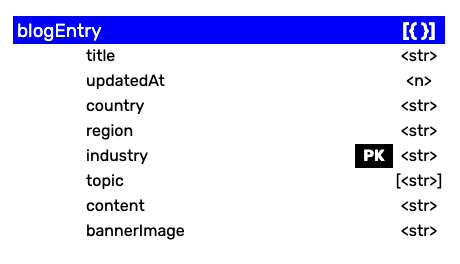 blogEntry [{ }]
title <str>
updatedAt <n>
country <str>
region <str>
industry PK <str>
topic [<str>]
content <str>
bannerImage <str>